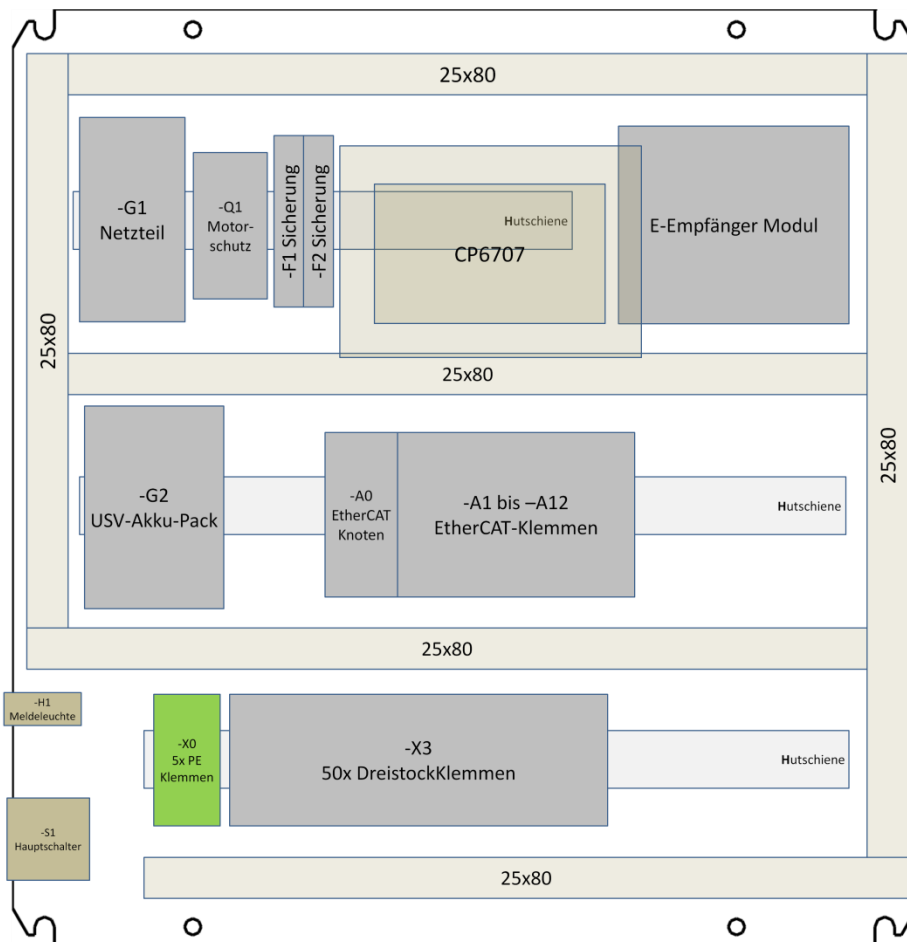 25x80
-G1
Netzteil
-Q1
Motor-
schutz
-F1 Sicherung
-F2 Sicherung
Hutschiene
CP6707
E-Empfänger Modul
25x80
25x80
25x80
-G2
USV-Akku-Pack
-A0
EtherCAT
Knoten
-A1 bis –A12
EtherCAT-Klemmen
Hutschiene
25x80
-H1
Meldeleuchte
-X0
5x PE
Klemmen
-X3
50x DreistockKlemmen
Hutschiene
-S1
Hauptschalter
25x80